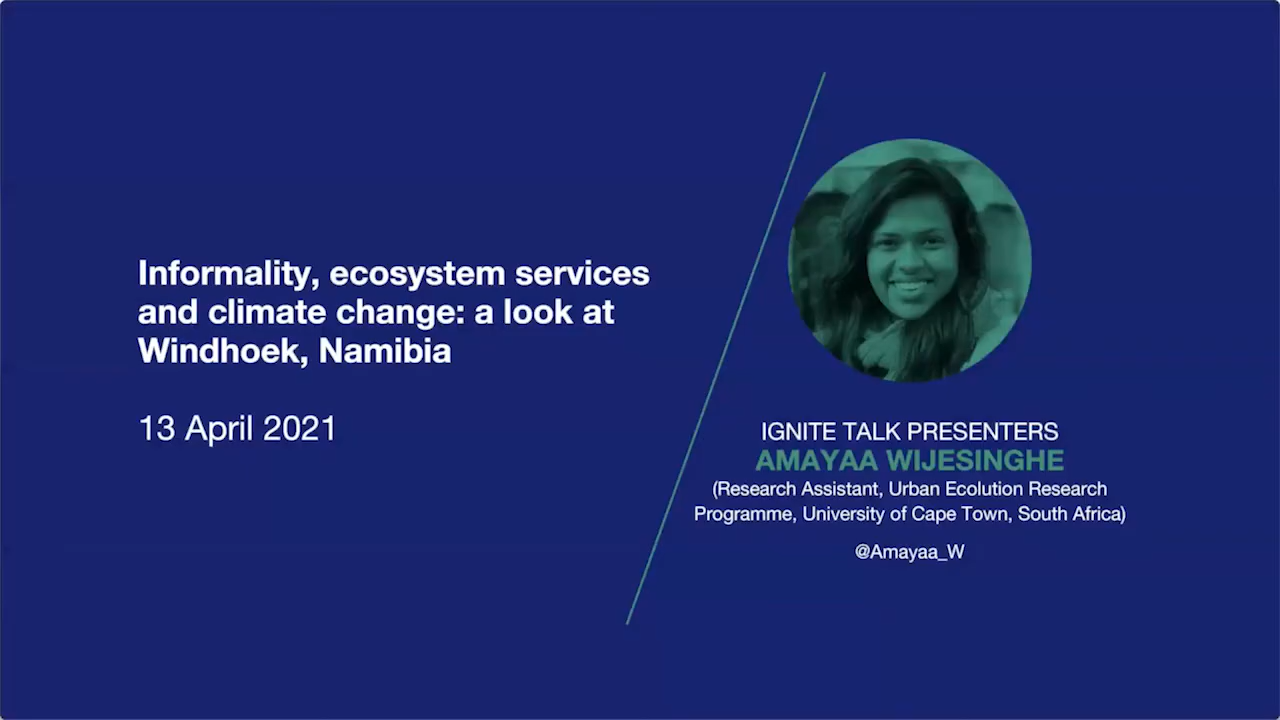 Informality, ecosystem services
and climate change: a look at
Windhoek, Namibia
13 April 2021
IGNITE TALK PRESENTERS
AMAYAA WIJESINGHE
(Research Assistant, Urban Ecolution Research
Programme, University of Cape Town, South Africa)
@Amayaa_W